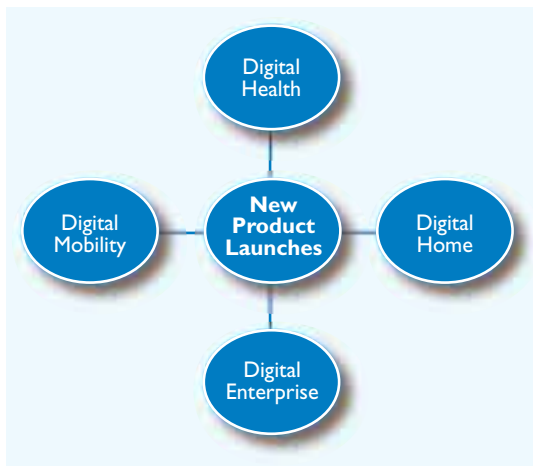 Digital
Health
Digital
Mobility
New
Product
Launches
Digital
Home
Digital
Enterprise